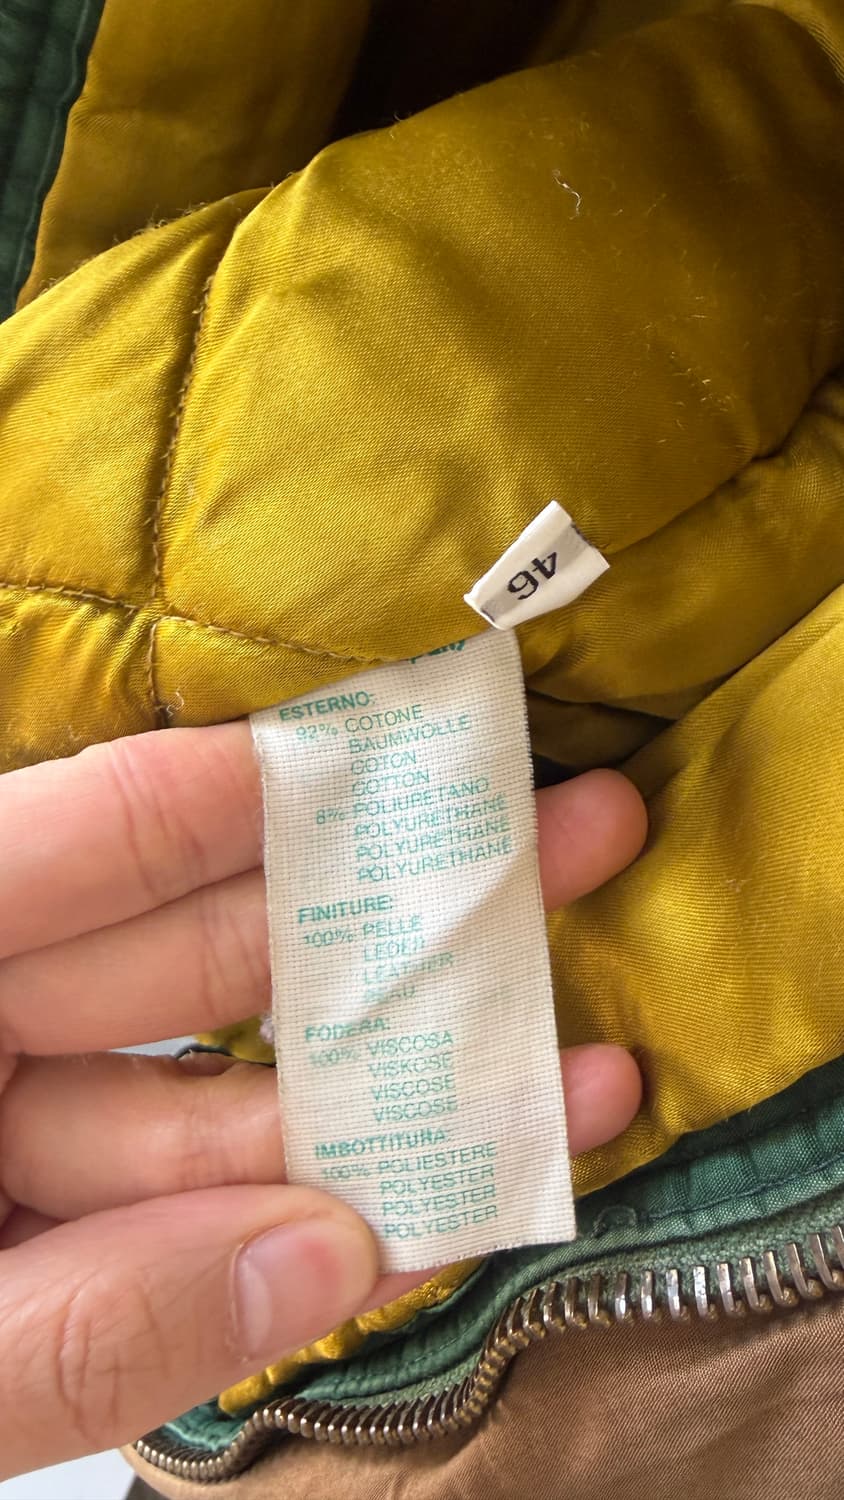 46
ESTERNO:
92% COTONE
BAUMWOLLE
COTON
COTTON
8% POLIURETANO
POLYURETHANE
POLYURETHANE
POLYURETHANE
FINITURE:
100% PELLE
LEDER
LEATHER
FODERA:
100% VISCOSA
VISKOSE
VISCOSE
VISCOSE
IMBOTTITURA:
100% POLIESTERE
POLYESTER
POLYESTER
POLYESTER